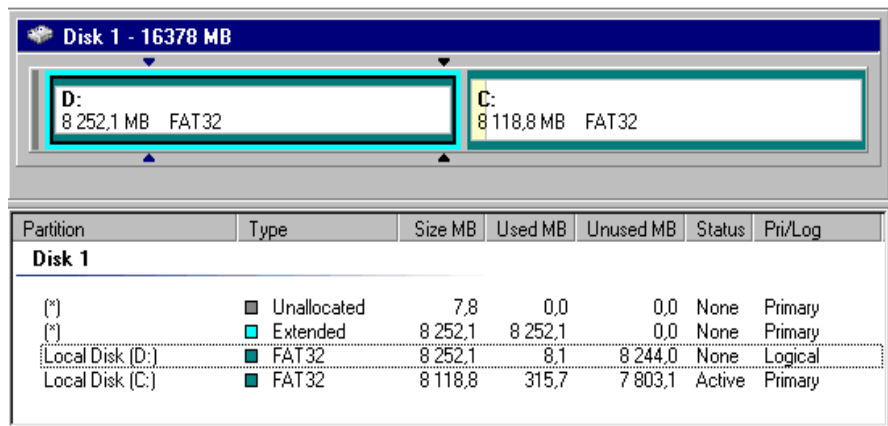 Disk 1 - 16378 MB
D:
8 252,1 MB FAT32
C:
8 118,8 MB FAT32
Partition Type Size MB Used MB Unused MB Status Pri/Log
Disk 1
(*) Unallocated 7,8 0,0 0,0 None Primary
(*) Extended 8 252,1 8 252,1 0,0 None Primary
Local Disk (D:) FAT32 8 252,1 8,1 8 244,0 None Logical
Local Disk (C:) FAT32 8 118,8 315,7 7 803,1 Active Primary